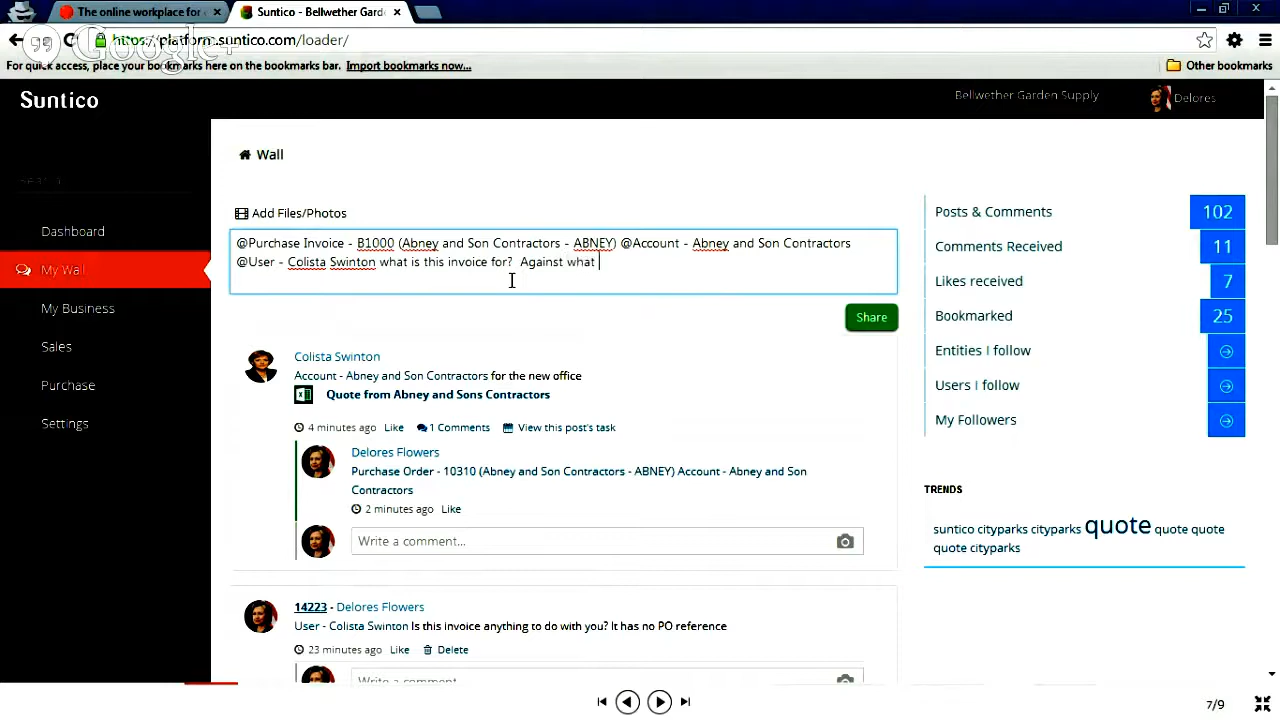 The online workplace for
Suntico - Bellwether Gard
https://platform.suntico.com/loader/
Google+
For quick access, place your bookmarks here on the bookmarks bar. Import bookmarks now...
Other bookmarks
Suntico
Bellwether Garden Supply
Delores
Search
Wall
Dashboard
My Wall
My Business
Sales
Purchase
Settings
Add Files/Photos
@Purchase Invoice - B1000 (Abney and Son Contractors - ABNEY) @Account - Abney and Son Contractors
@User - Colista Swinton what is this invoice for? Against what
Share
Colista Swinton
Account - Abney and Son Contractors for the new office
Quote from Abney and Sons Contractors
4 minutes ago Like 1 Comments View this post's task
Delores Flowers
Purchase Order - 10310 (Abney and Son Contractors - ABNEY) Account - Abney and Son
Contractors
2 minutes ago Like
Write a comment...
14223 - Delores Flowers
User - Colista Swinton Is this invoice anything to do with you? It has no PO reference
23 minutes ago Like Delete
Write a comment
Posts & Comments 102
Comments Received 11
Likes received 7
Bookmarked 25
Entities I follow
Users I follow
My Followers
TRENDS
suntico cityparks cityparks quote quote quote
quote cityparks
7/9